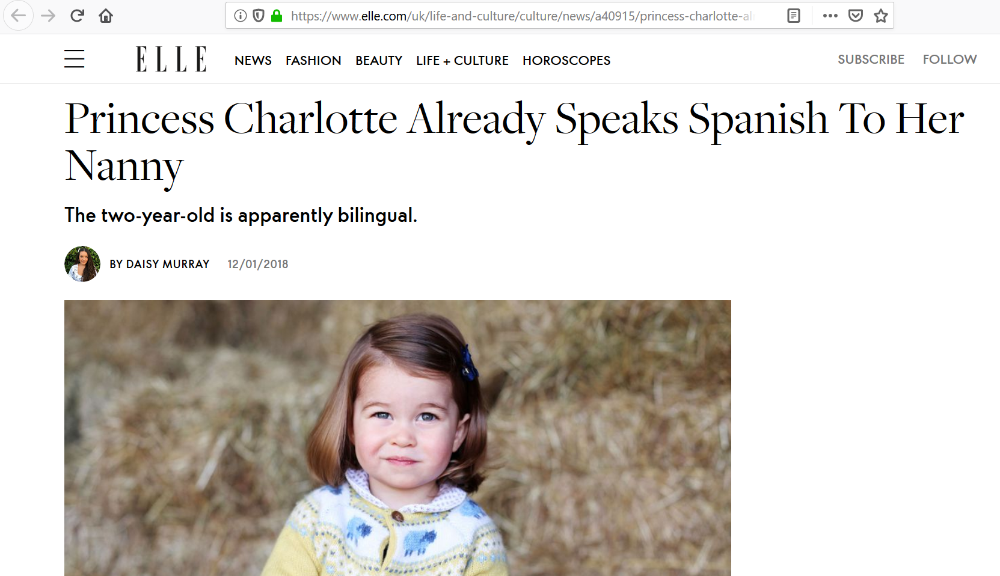 https://www.elle.com/uk/life-and-culture/culture/news/a40915/princess-charlotte-al
ELLE NEWS FASHION BEAUTY LIFE + CULTURE HOROSCOPES SUBSCRIBE FOLLOW
Princess Charlotte Already Speaks Spanish To Her
Nanny
The two-year-old is apparently bilingual.
BY DAISY MURRAY 12/01/2018